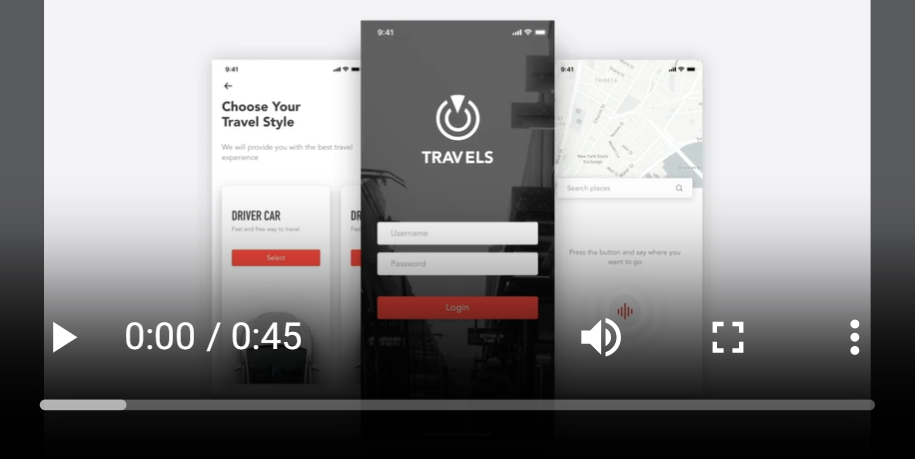 9:41
Choose Your
Travel Style
We will provide you with the best travel
experience
DRIVER CAR
Fast and free way to travel
Select
DR
9:41
TRAVELS
Username
Password
Login
9:41
TRIBECA
New York Stock
Exchange
Search places
Press the button and say where you
want to go
0:00 / 0:45